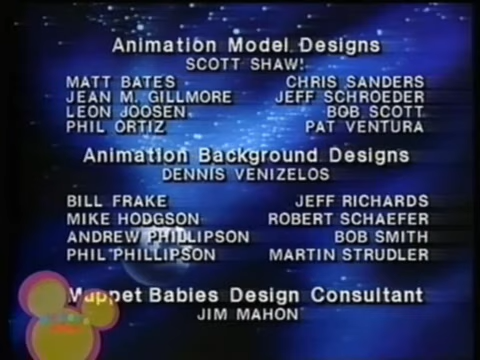 Animation Model Designs
SCOTT SHAW!
MATT BATES CHRIS SANDERS
JEAN M. GILLMORE JEFF SCHROEDER
LEON JOOSEN BOB SCOTT
PHIL ORTIZ PAT VENTURA
Animation Background Designs
DENNIS VENIZELOS
BILL FRAKE JEFF RICHARDS
MIKE HODGSON ROBERT SCHAEFER
ANDREW PHILLIPSON BOB SMITH
PHIL PHILLIPSON MARTIN STRUDLER
Muppet Babies Design Consultant
JIM MAHON